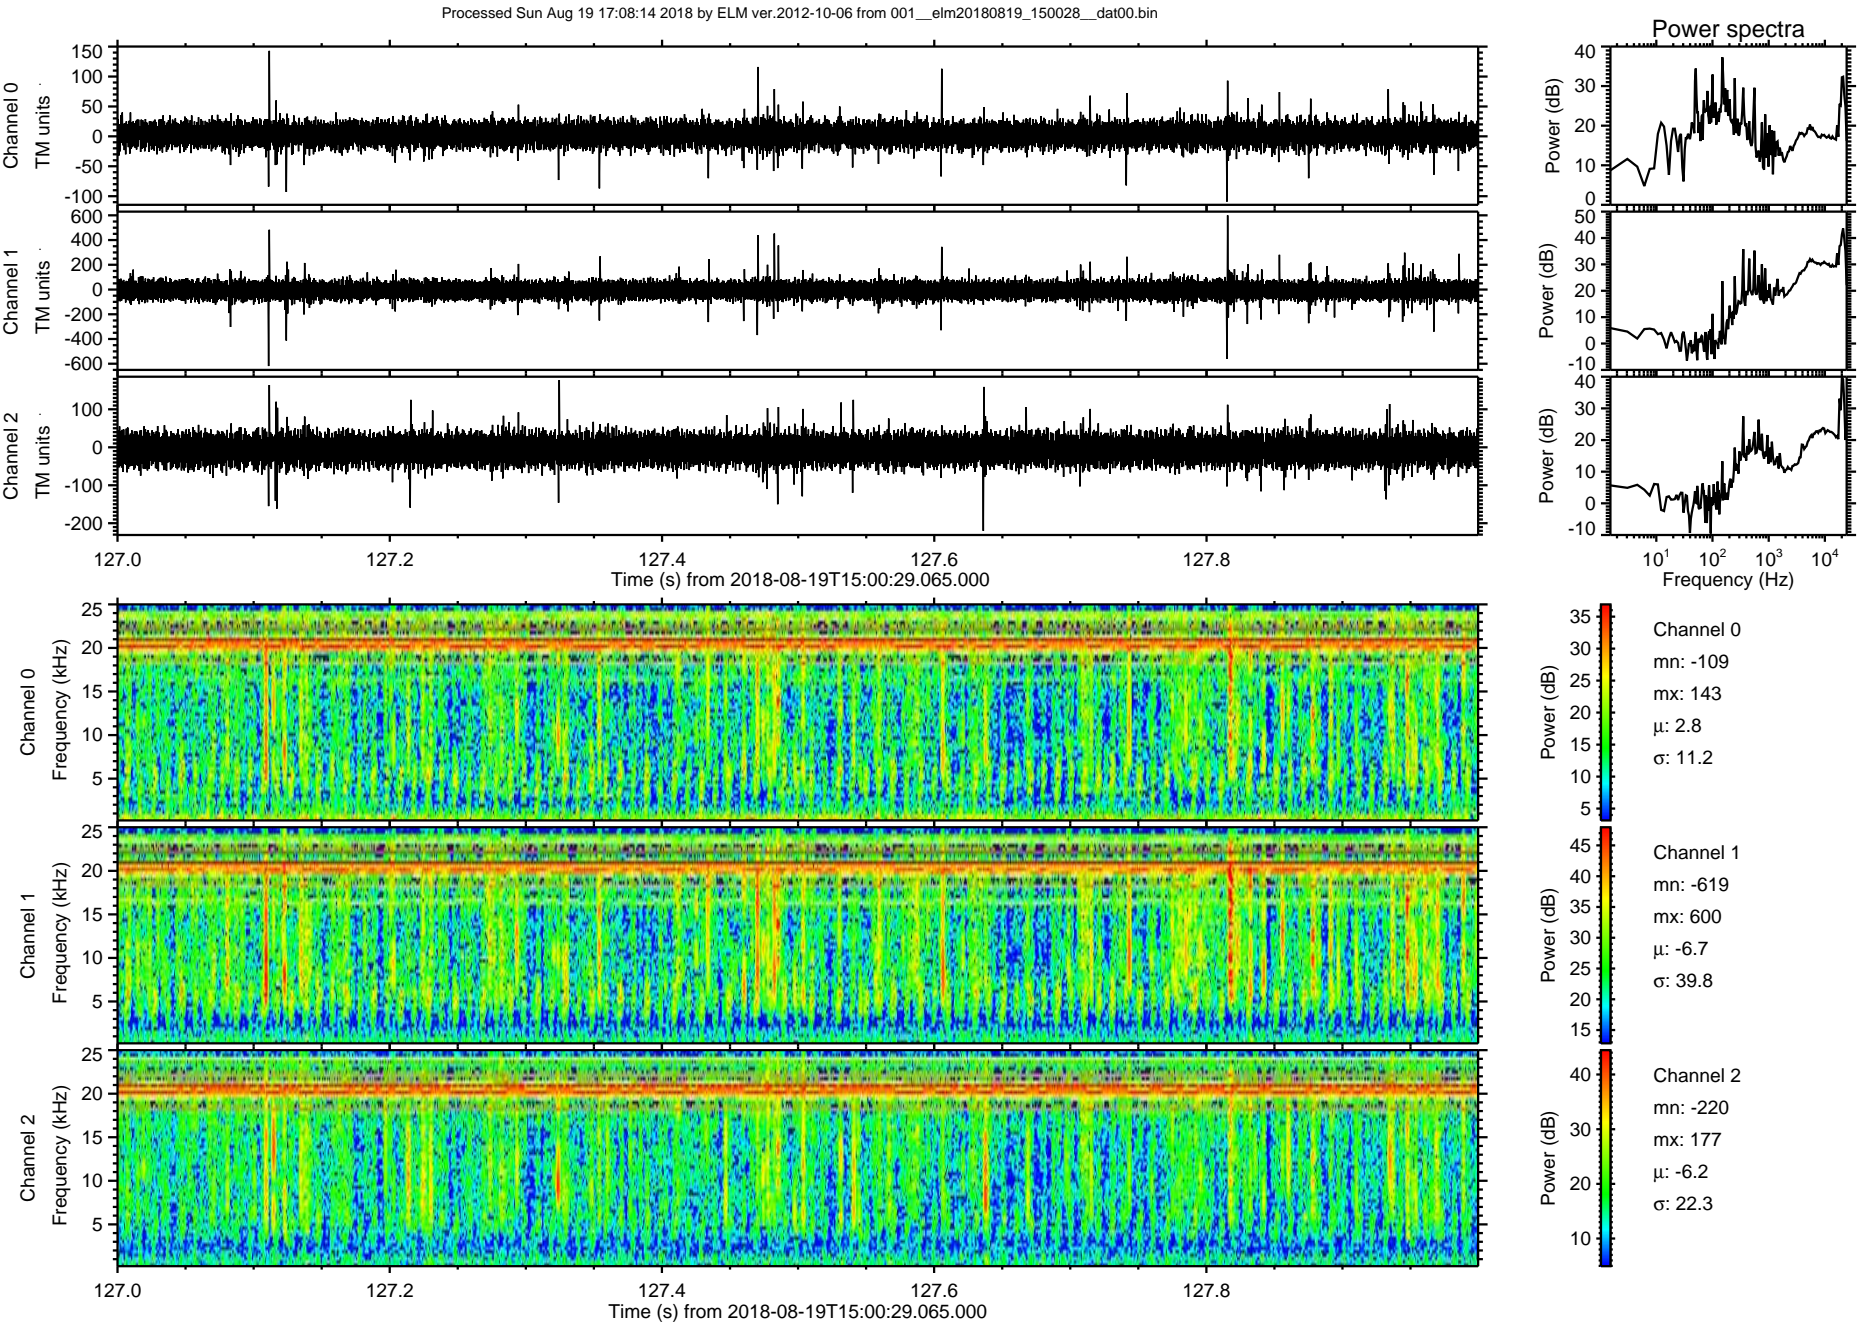 Processed Sun Aug 19 17:08:14 2018 by ELM ver.2012-10-06 from 001__elm20180819_150028__dat00.bin
Power spectra
Channel 0
TM units
150
100
50
0
-50
-100
Power (dB)
40
30
20
10
0
Channel 1
TM units
600
400
200
0
-200
-400
-600
Power (dB)
50
40
30
20
10
0
-10
Channel 2
TM units
100
0
-100
-200
Power (dB)
40
30
20
10
0
-10
127.0 127.2 127.4 127.6 127.8
Time (s) from 2018-08-19T15:00:29.065.000
10^1 10^2 10^3 10^4
Frequency (Hz)
Channel 0
Frequency (kHz)
25
20
15
10
5
Power (dB)
35
30
25
20
15
10
5
Channel 0
mn: -109
mx: 143
μ: 2.8
σ: 11.2
Channel 1
Frequency (kHz)
25
20
15
10
5
Power (dB)
45
40
35
30
25
20
15
Channel 1
mn: -619
mx: 600
μ: -6.7
σ: 39.8
Channel 2
Frequency (kHz)
25
20
15
10
5
Power (dB)
40
30
20
10
Channel 2
mn: -220
mx: 177
μ: -6.2
σ: 22.3
127.0 127.2 127.4 127.6 127.8
Time (s) from 2018-08-19T15:00:29.065.000